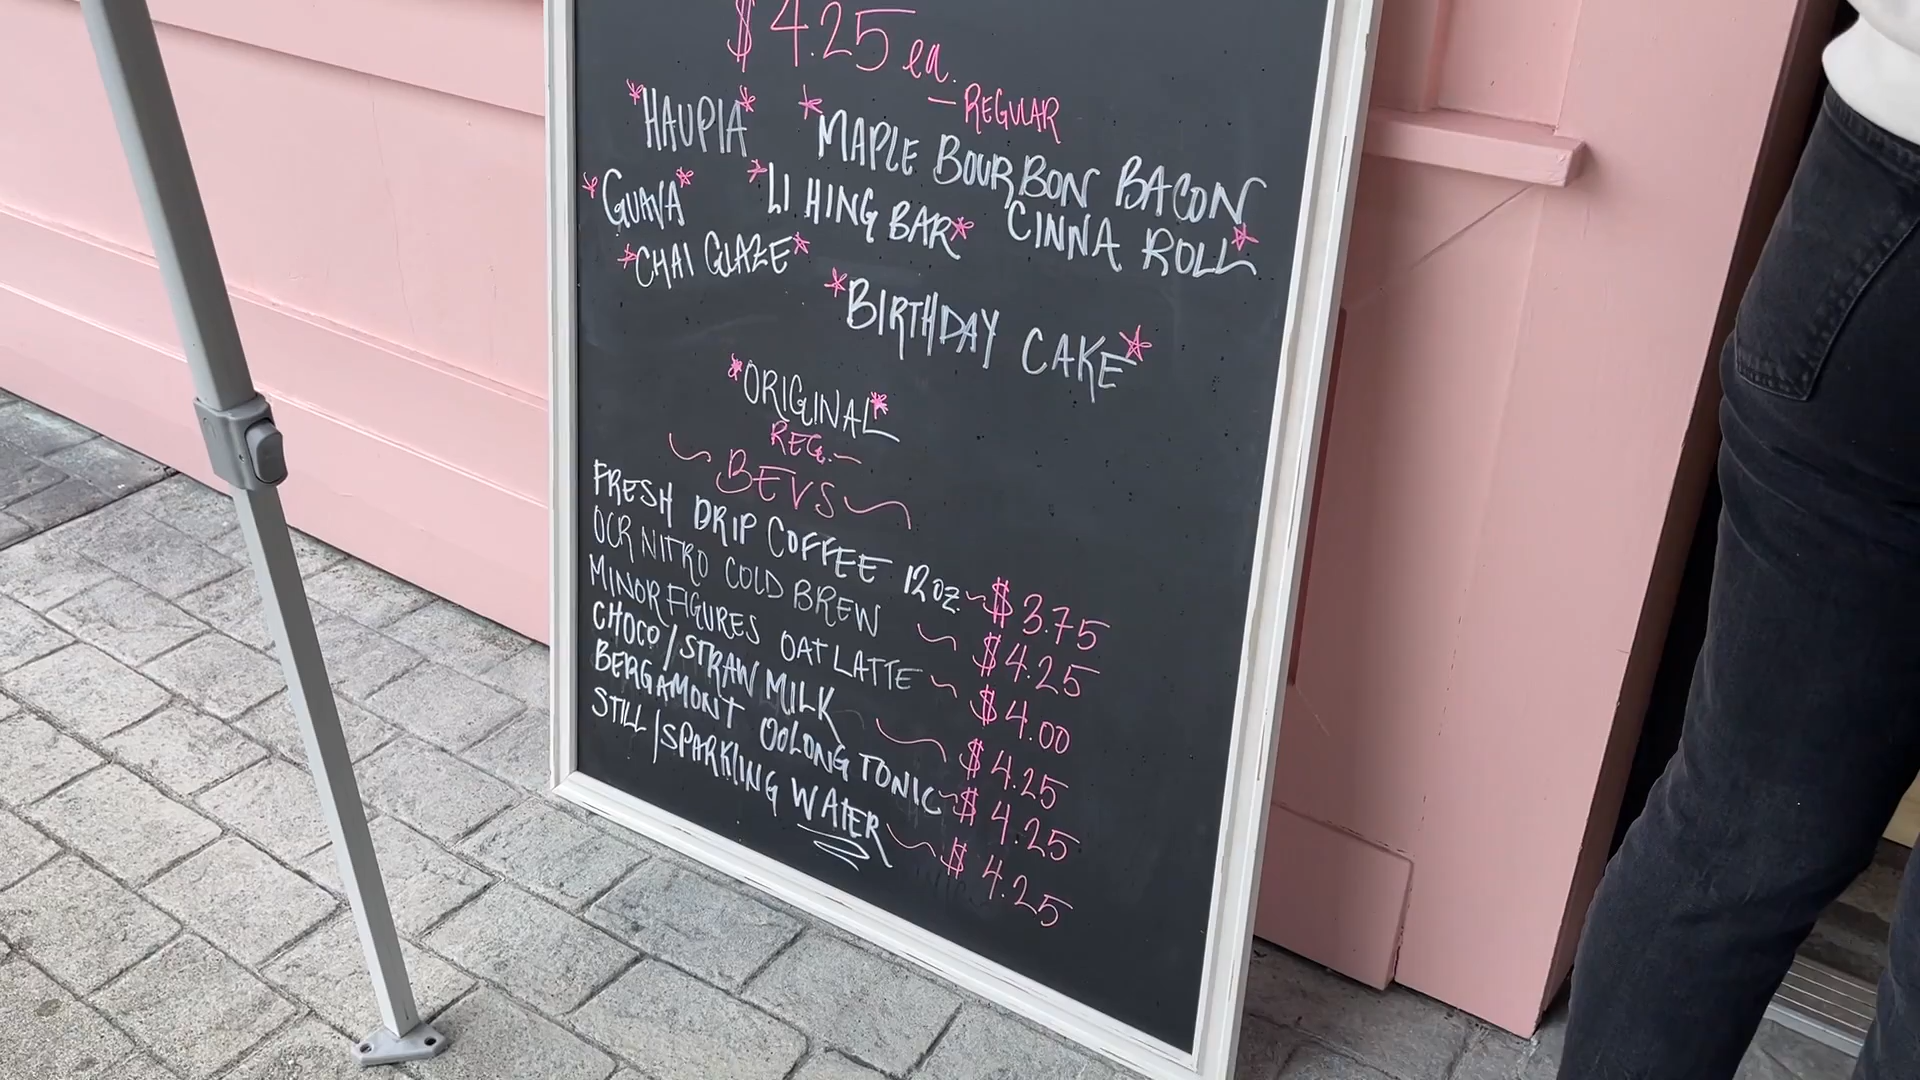 $4.25 ea.
— REGULAR
*HAUPIA* *MAPLE BOURBON BACON
CINNA ROLL*
*GUAVA* *LI HING BAR*
*CHAI GLAZE*
*BIRTHDAY CAKE*
*ORIGINAL*
REG.
~BEVS~
FRESH DRIP COFFEE 12oz. ~ $3.75
OCR NITRO COLD BREW ~ $4.25
MINOR FIGURES OAT LATTE ~ $4.00
CHOCO/STRAW MILK ~ $4.25
BERGAMONT OOLONG TONIC ~ $4.25
STILL/SPARKLING WATER ~ $4.25